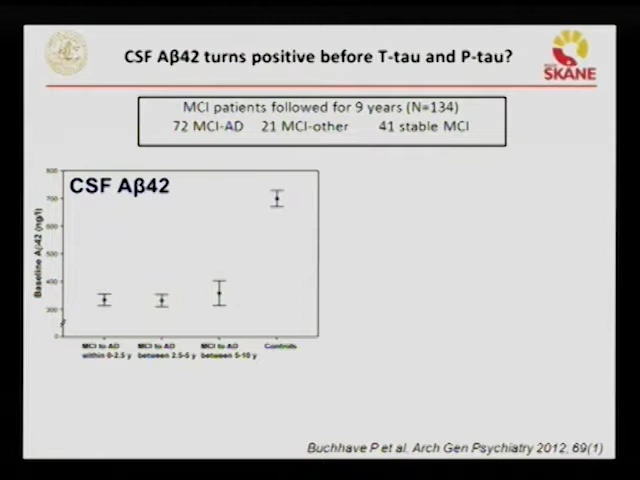 CSF Aβ42 turns positive before T-tau and P-tau?
SKANE
MCI patients followed for 9 years (N=134)
72 MCI-AD 21 MCI-other 41 stable MCI
CSF Aβ42
Baseline Aβ42 (ng/l)
800
700
600
500
400
300
0
MCI to AD within 0-2.5 y
MCI to AD between 2.5-5 y
MCI to AD between 5-10 y
Controls
Buchhave P et al, Arch Gen Psychiatry 2012, 69(1)